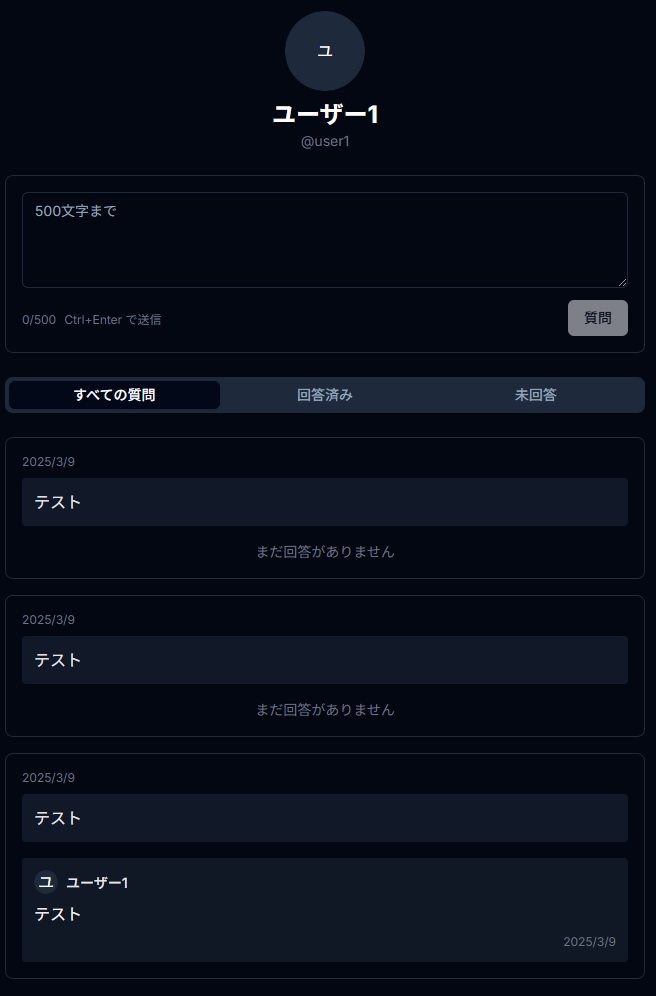 ユ
ユーザー1
@user1
500文字まで
0/500 Ctrl+Enter で送信
質問
すべての質問 回答済み 未回答
2025/3/9
テスト
まだ回答がありません
2025/3/9
テスト
まだ回答がありません
2025/3/9
テスト
ユ ユーザー1
テスト
2025/3/9